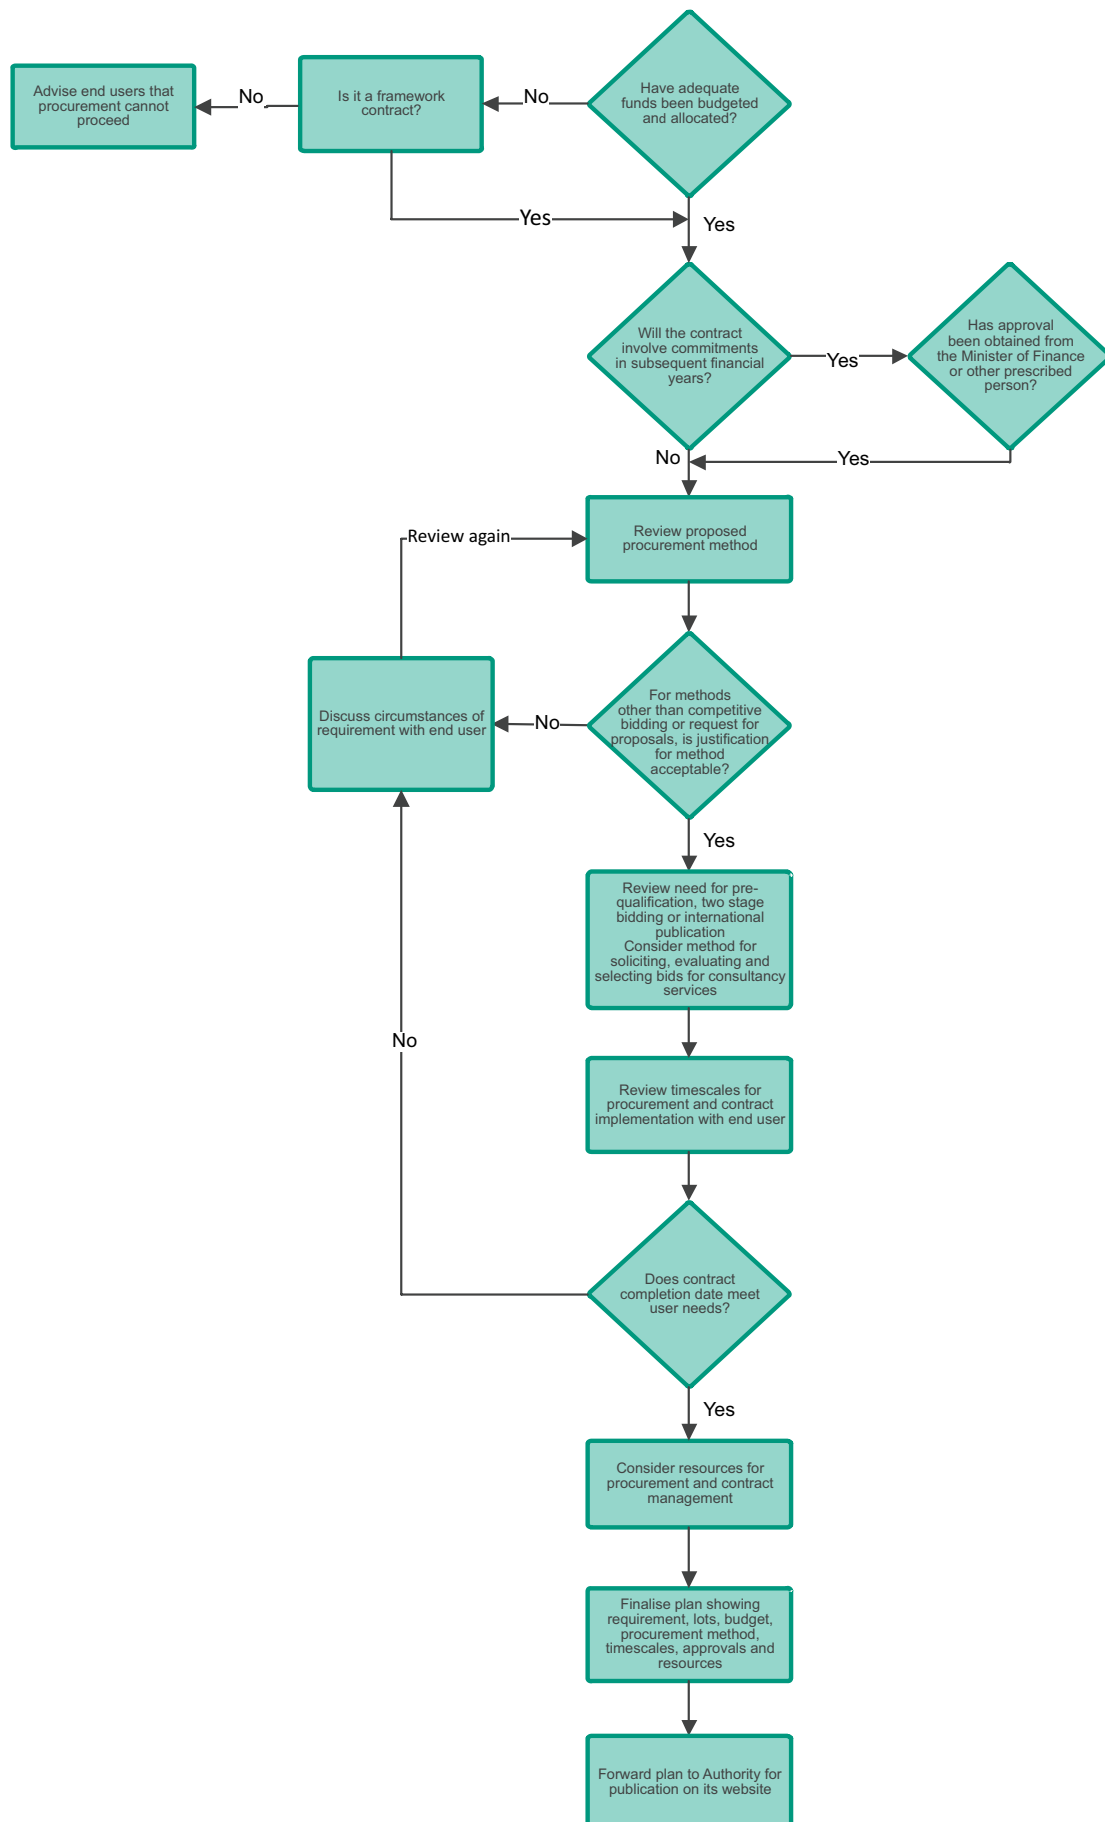 Have adequate
funds been budgeted
and allocated?
No
Is it a framework
contract?
No
Advise end users that
procurement cannot
proceed
Yes
Yes
Will the contract
involve commitments
in subsequent financial
years?
Yes
Has approval
been obtained from
the Minister of Finance
or other prescribed
person?
No
Yes
Review proposed
procurement method
Review again
For methods
other than competitive
bidding or request for
proposals, is justification
for method
acceptable?
No
Discuss circumstances of
requirement with end user
Yes
Review need for pre-
qualification, two stage
bidding or international
publication
Consider method for
soliciting, evaluating and
selecting bids for consultancy
services
No
Review timescales for
procurement and contract
implementation with end user
Does contract
completion date meet
user needs?
Yes
Consider resources for
procurement and contract
management
Finalise plan showing
requirement, lots, budget,
procurement method,
timescales, approvals and
resources
Forward plan to Authority for
publication on its website